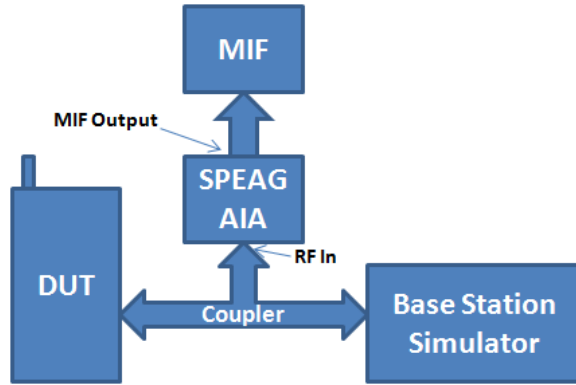 MIF
MIF Output
SPEAG
AIA
RF In
DUT
Coupler
Base Station
Simulator